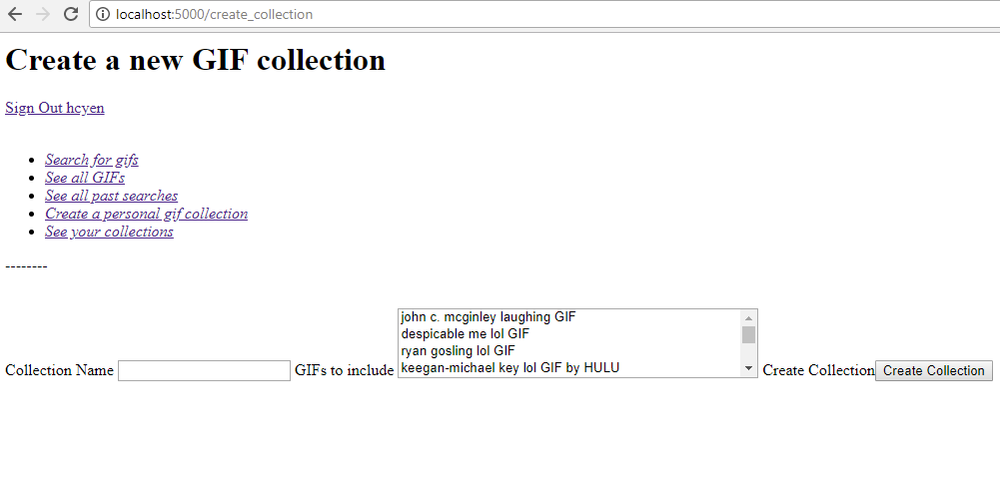 localhost:5000/create_collection
Create a new GIF collection
Sign Out hcyen
Search for gifs
See all GIFs
See all past searches
Create a personal gif collection
See your collections
--------
john c. mcginley laughing GIF
despicable me lol GIF
ryan gosling lol GIF
Collection Name GIFs to include keegan-michael key lol GIF by HULU Create Collection Create Collection